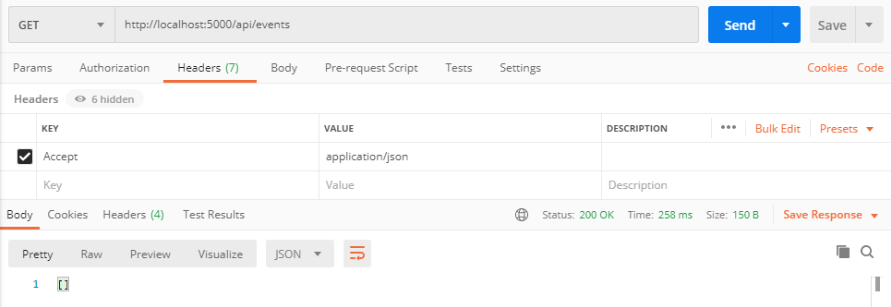 GET http://localhost:5000/api/events Send Save
Params Authorization Headers (7) Body Pre-request Script Tests Settings Cookies Code
Headers 6 hidden
KEY VALUE DESCRIPTION ••• Bulk Edit Presets
Accept application/json
Key Value Description
Body Cookies Headers (4) Test Results Status: 200 OK Time: 258 ms Size: 150 B Save Response
Pretty Raw Preview Visualize JSON
1 []